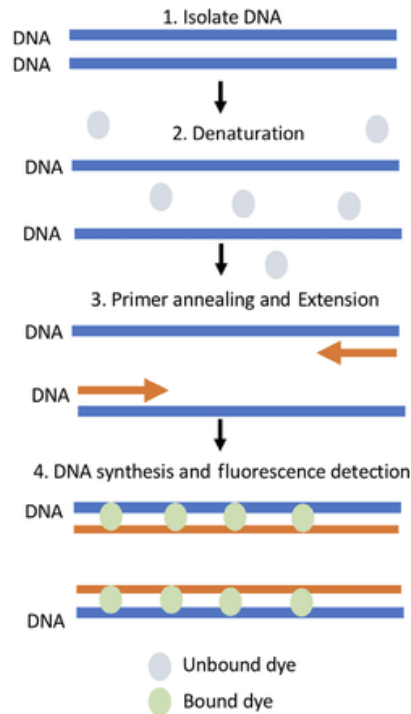 1. Isolate DNA
DNA
DNA
2. Denaturation
DNA
DNA
3. Primer annealing and Extension
DNA
DNA
4. DNA synthesis and fluorescence detection
DNA
DNA
Unbound dye
Bound dye